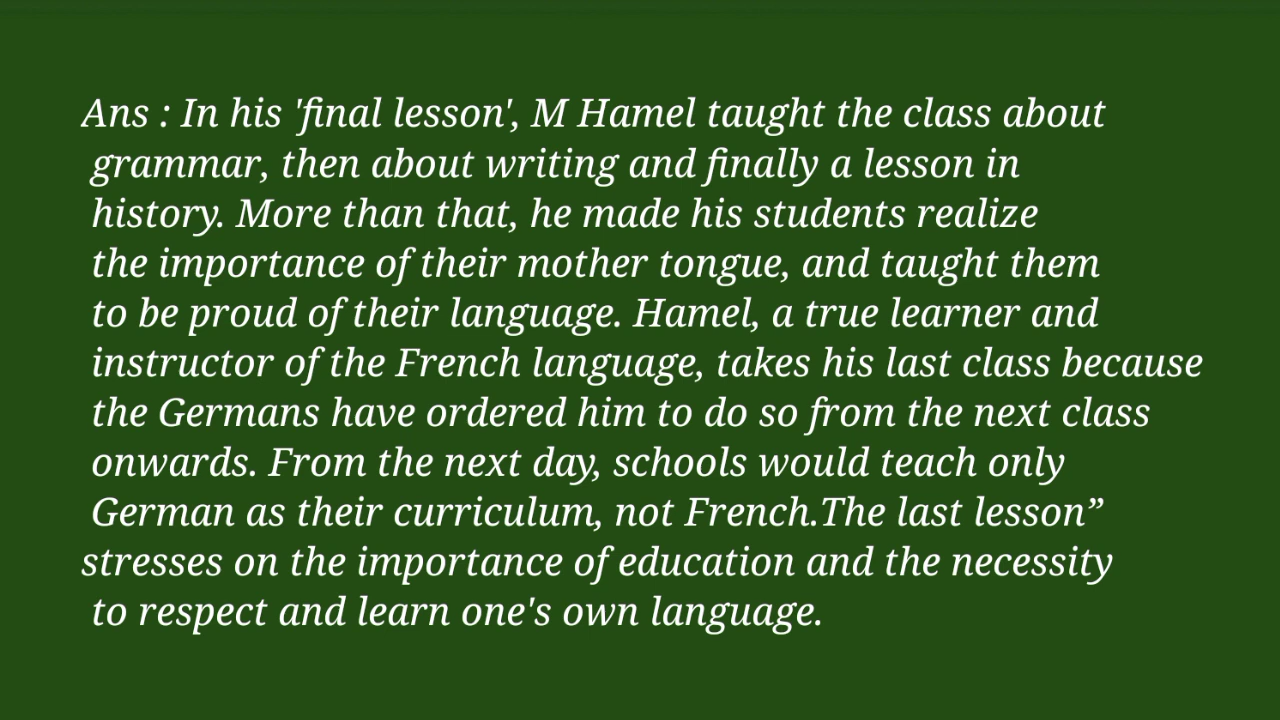 Ans : In his 'final lesson', M Hamel taught the class about
grammar, then about writing and finally a lesson in
history. More than that, he made his students realize
the importance of their mother tongue, and taught them
to be proud of their language. Hamel, a true learner and
instructor of the French language, takes his last class because
the Germans have ordered him to do so from the next class
onwards. From the next day, schools would teach only
German as their curriculum, not French.The last lesson”
stresses on the importance of education and the necessity
to respect and learn one's own language.